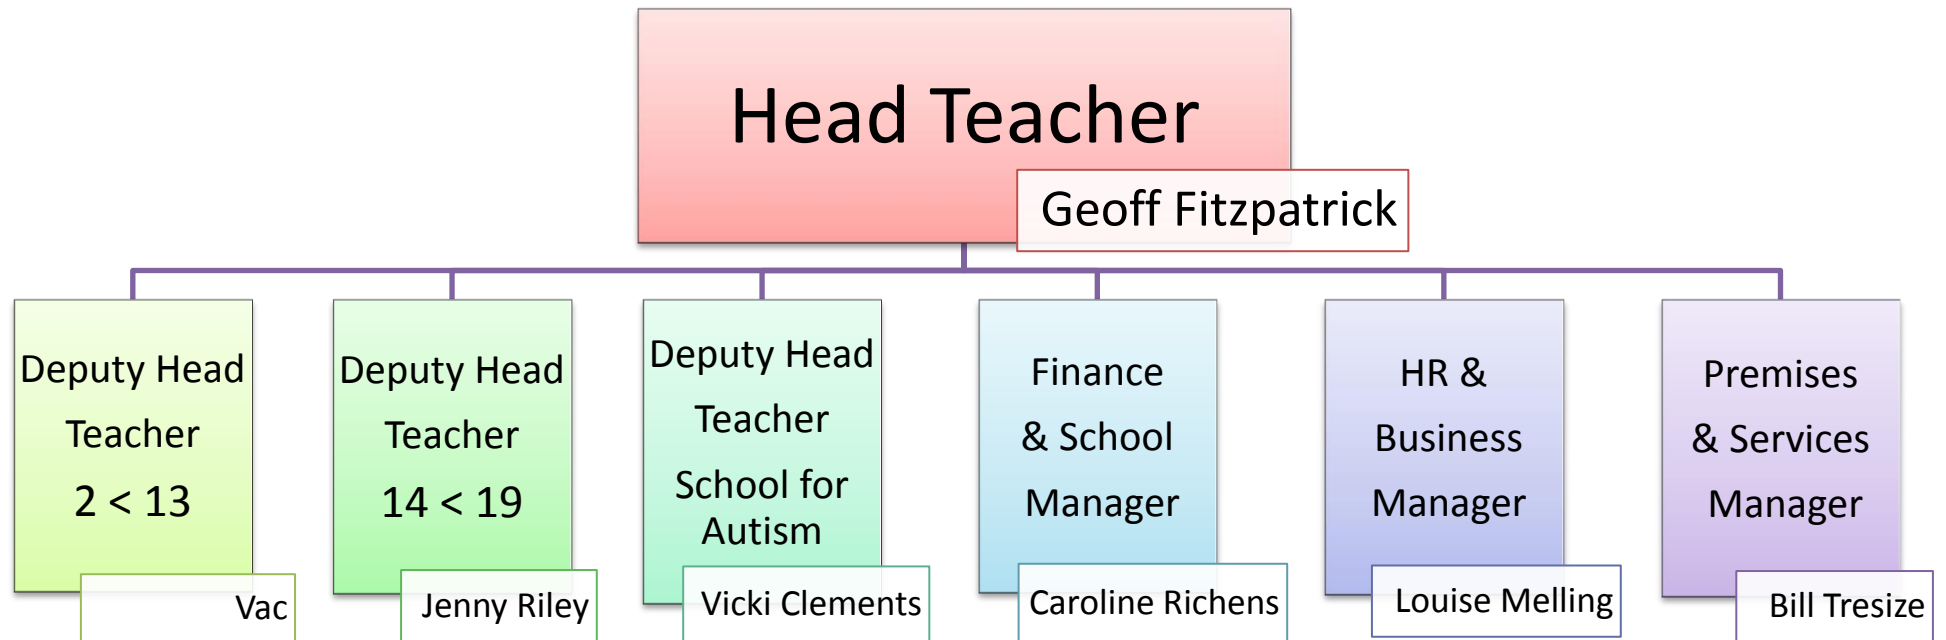 Head Teacher
Geoff Fitzpatrick
Deputy Head
Teacher
2 < 13
Vac
Deputy Head
Teacher
14 < 19
Jenny Riley
Deputy Head
Teacher
School for
Autism
Vicki Clements
Finance
& School
Manager
Caroline Richens
HR &
Business
Manager
Louise Melling
Premises
& Services
Manager
Bill Tresize